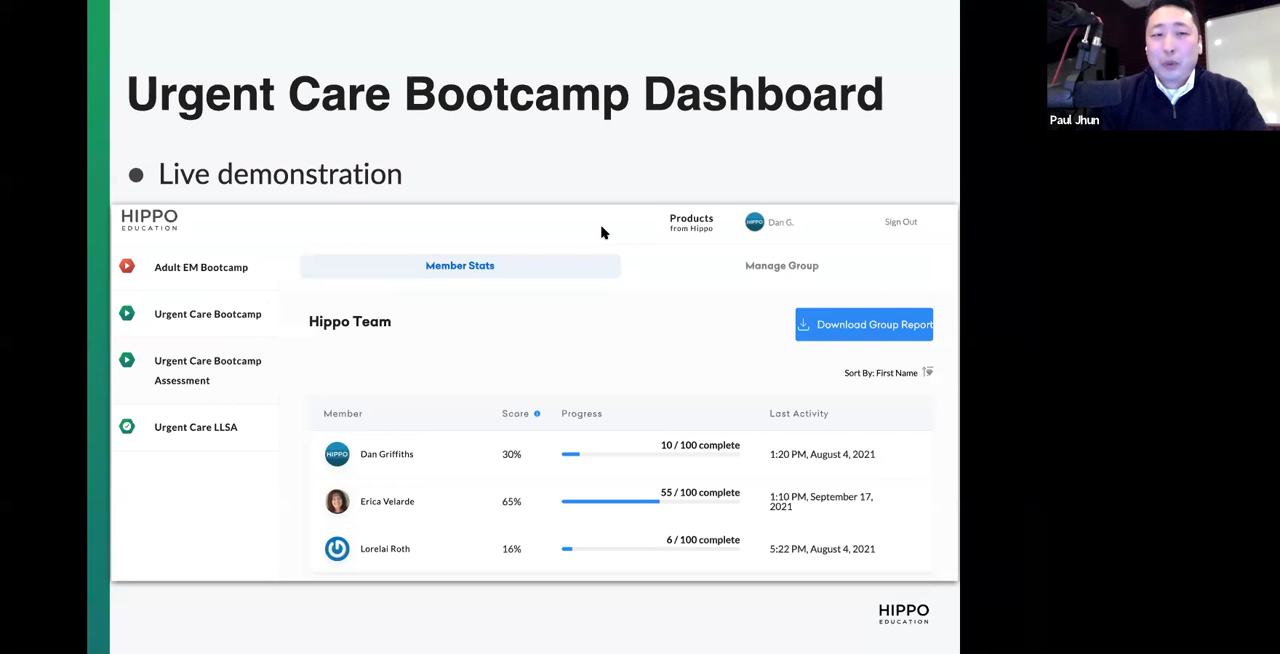 Urgent Care Bootcamp Dashboard
Live demonstration
HIPPO
EDUCATION
Products
from Hippo
HIPPO
Dan G.
Sign Out
Adult EM Bootcamp
Urgent Care Bootcamp
Urgent Care Bootcamp
Assessment
Urgent Care LLSA
Member Stats
Manage Group
Hippo Team
Download Group Report
Sort By: First Name
Member
Score
Progress
Last Activity
HIPPO
Dan Griffiths
30%
10 / 100 complete
1:20 PM, August 4, 2021
Erica Velarde
65%
55 / 100 complete
1:10 PM, September 17,
2021
Lorelai Roth
16%
6 / 100 complete
5:22 PM, August 4, 2021
HIPPO
EDUCATION
Paul Jhun